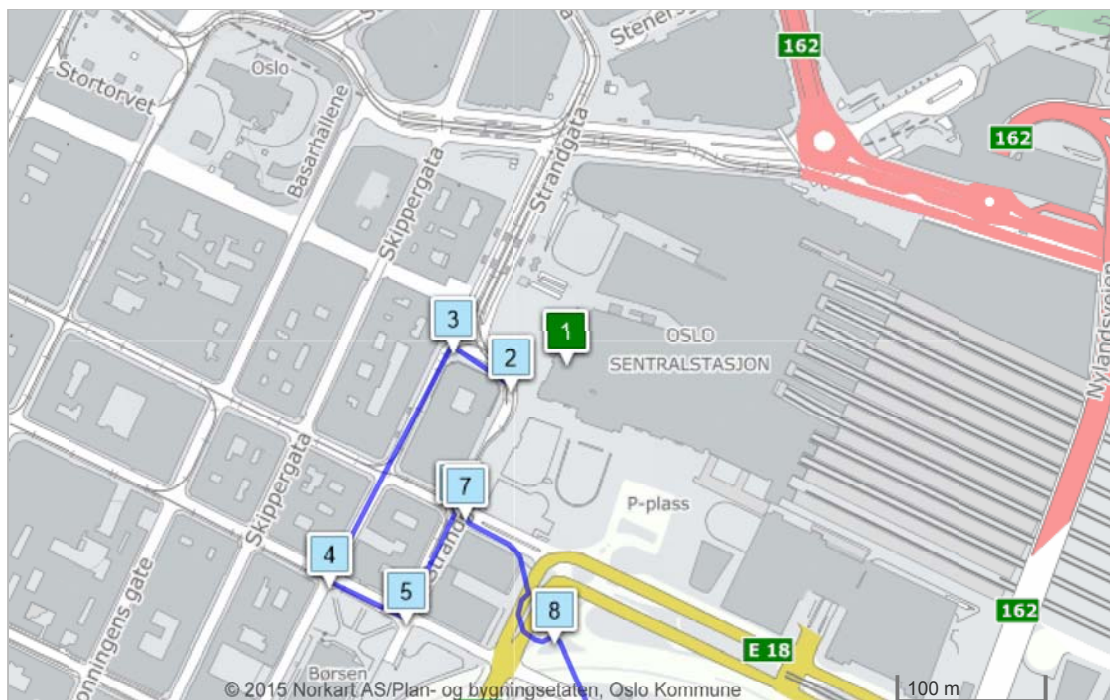 162
Stortorvet
Oslo
Basarhallene
Skippergata
Strandgata
162
Nylandsveien
3
1
2
OSLO
SENTRALSTASJON
7
P-plass
Skippergata
4
5
8
162
E 18
Børsen
© 2015 Norkart AS/Plan- og bygningsetaten, Oslo Kommune
100 m